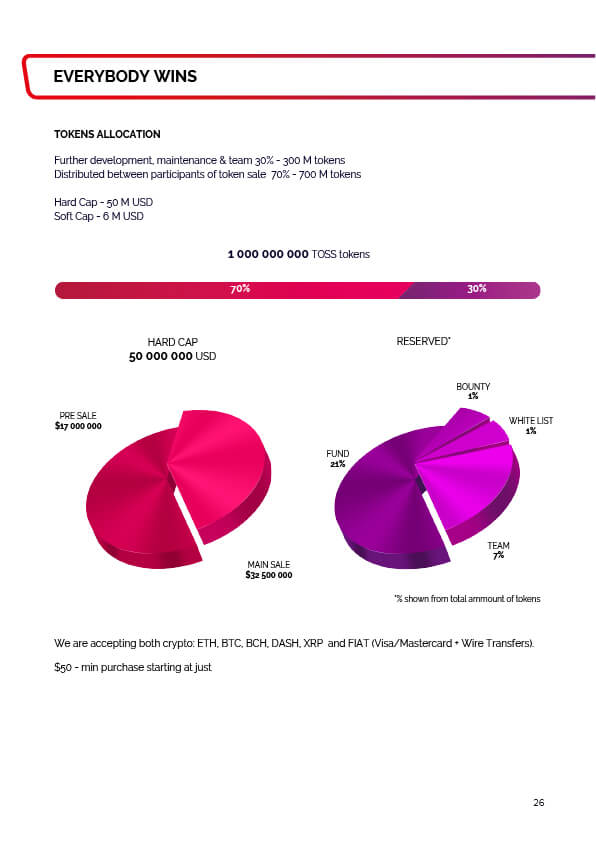 EVERYBODY WINS
TOKENS ALLOCATION
Further development, maintenance & team 30% - 300 M tokens
Distributed between participants of token sale 70% - 700 M tokens
Hard Cap - 50 M USD
Soft Cap - 6 M USD
1 000 000 000 TOSS tokens
70%
30%
HARD CAP
50 000 000 USD
RESERVED*
PRE SALE
$17 000 000
MAIN SALE
$32 500 000
BOUNTY
1%
WHITE LIST
1%
FUND
21%
TEAM
7%
*% shown from total ammount of tokens
We are accepting both crypto: ETH, BTC, BCH, DASH, XRP and FIAT (Visa/Mastercard + Wire Transfers).
$50 - min purchase starting at just
26